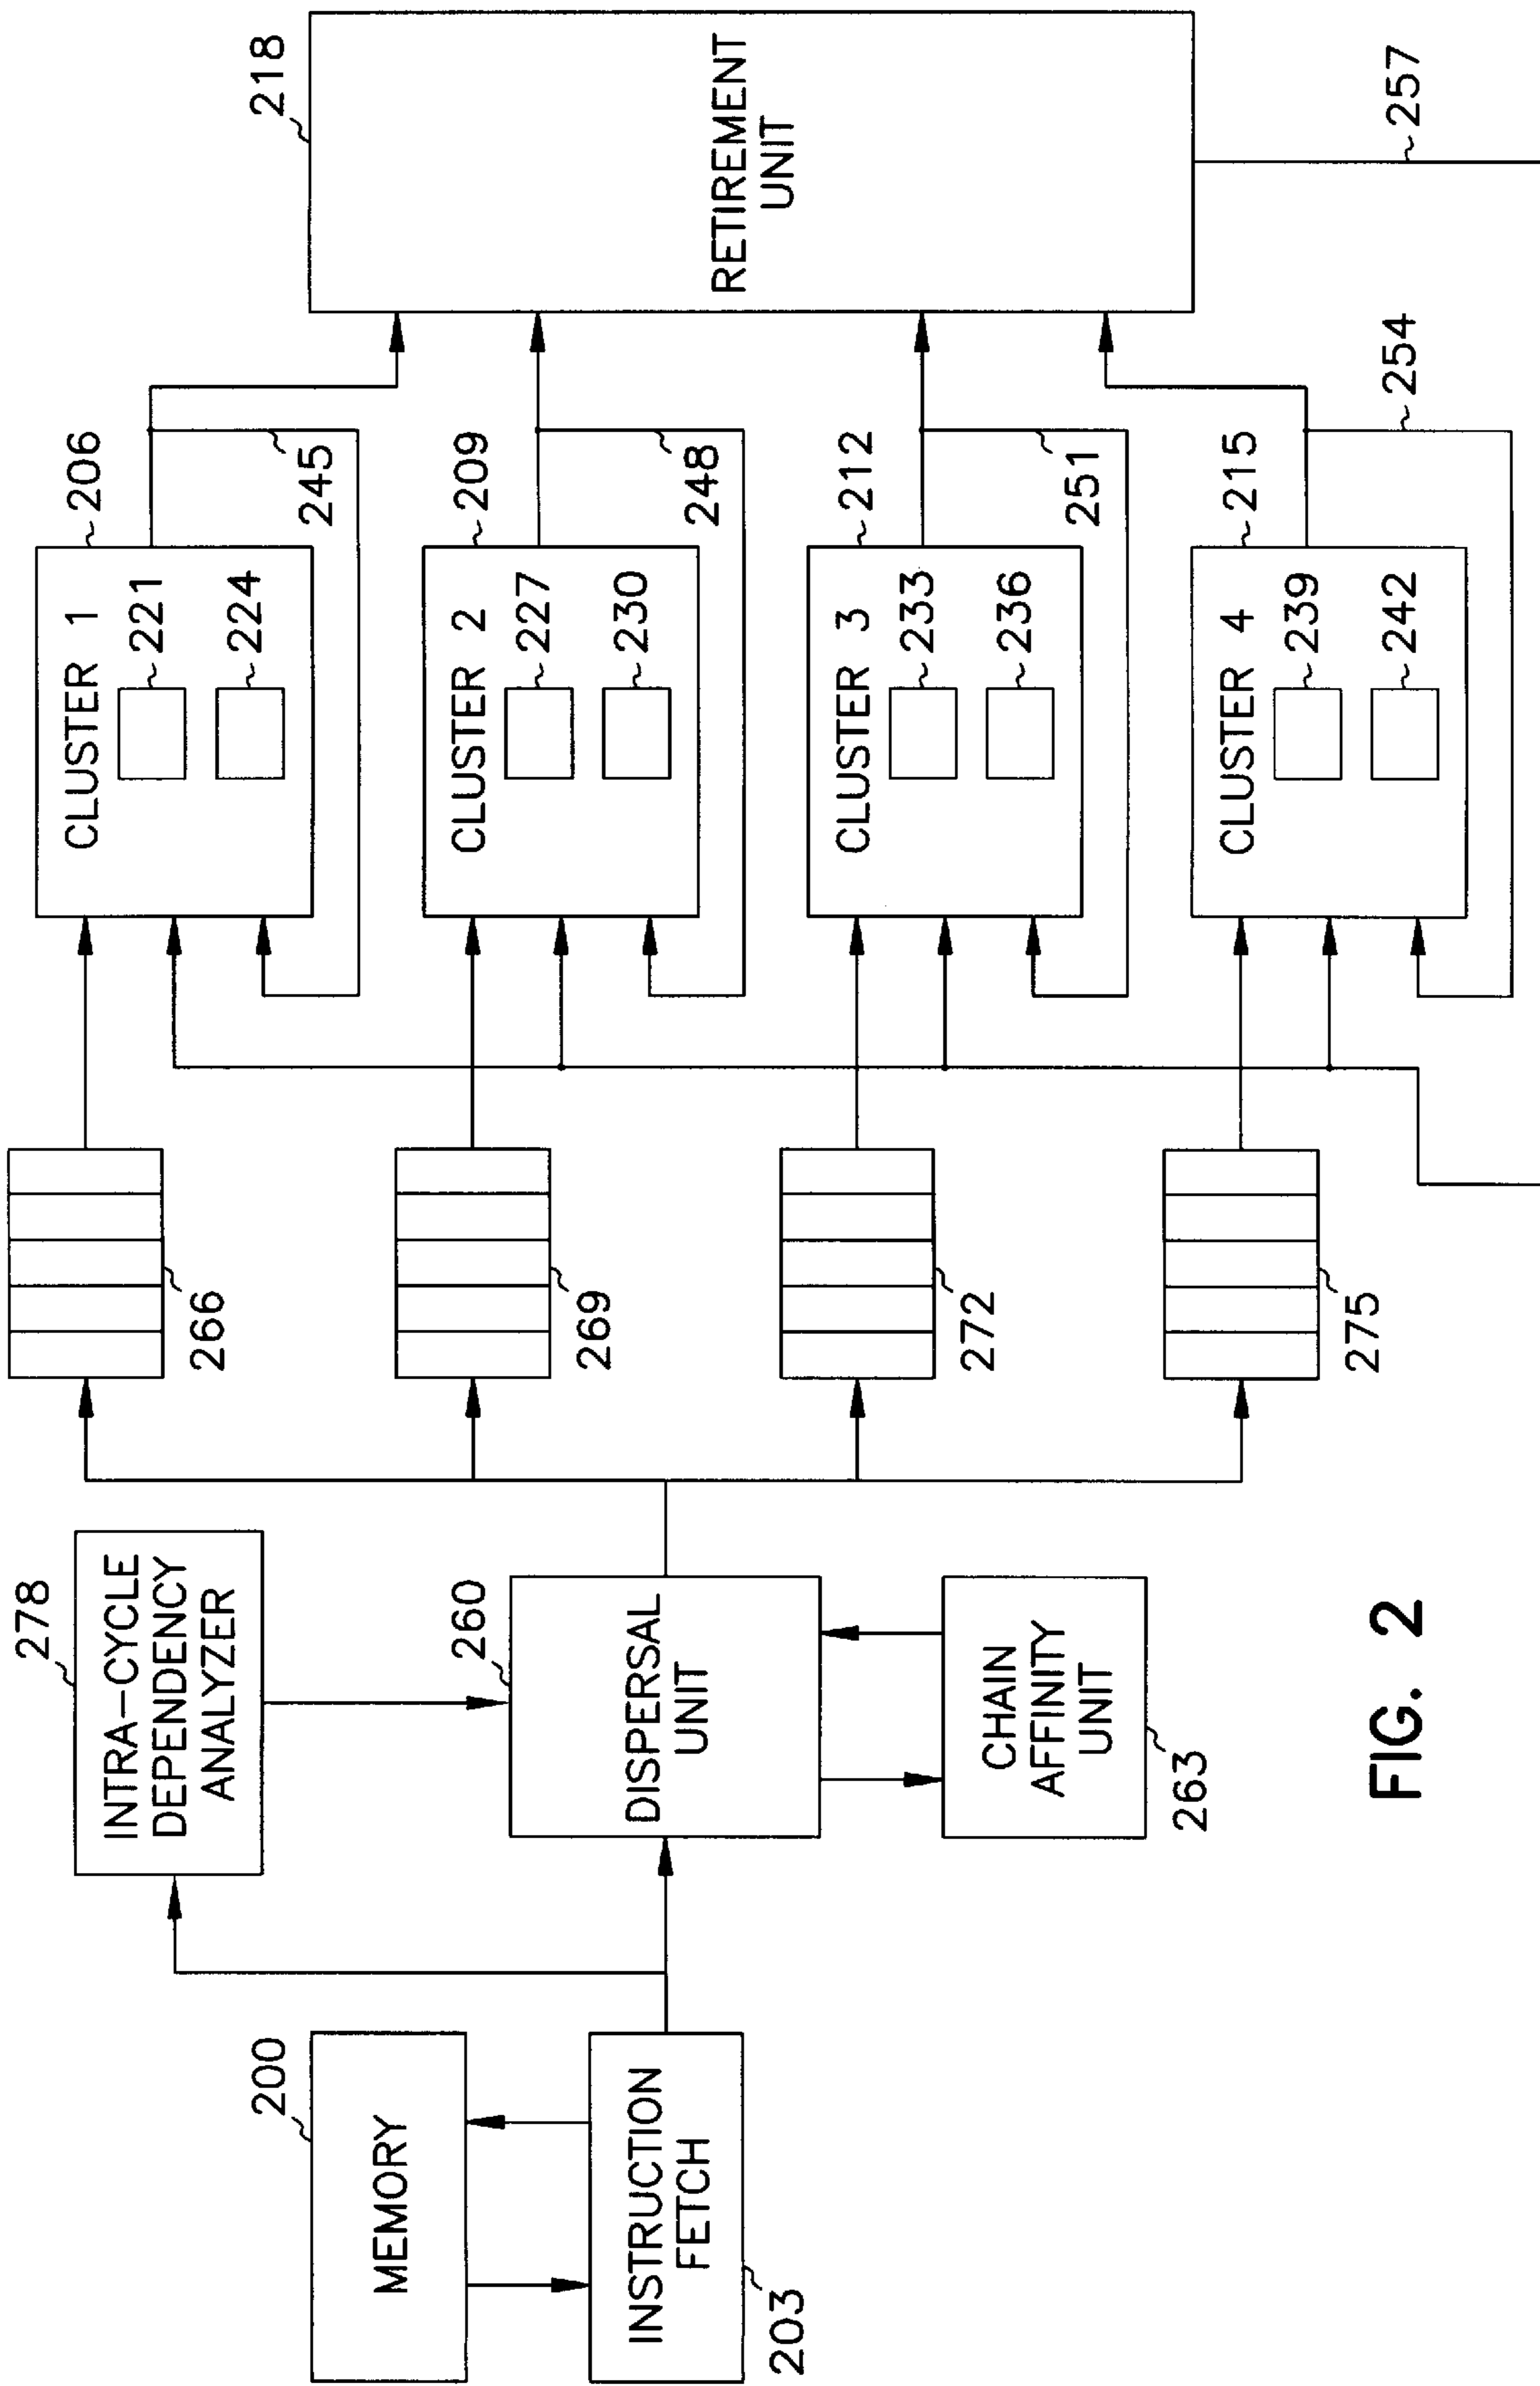 200
MEMORY
INSTRUCTION
FETCH
203
278
INTRA-CYCLE
DEPENDENCY
ANALYZER
260
DISPERSAL
UNIT
CHAIN
AFFINITY
UNIT
263
266
269
272
275
CLUSTER 1
206
221
224
245
CLUSTER 2
209
227
230
248
CLUSTER 3
212
233
236
251
CLUSTER 4
215
239
242
254
218
RETIREMENT
UNIT
257
FIG. 2